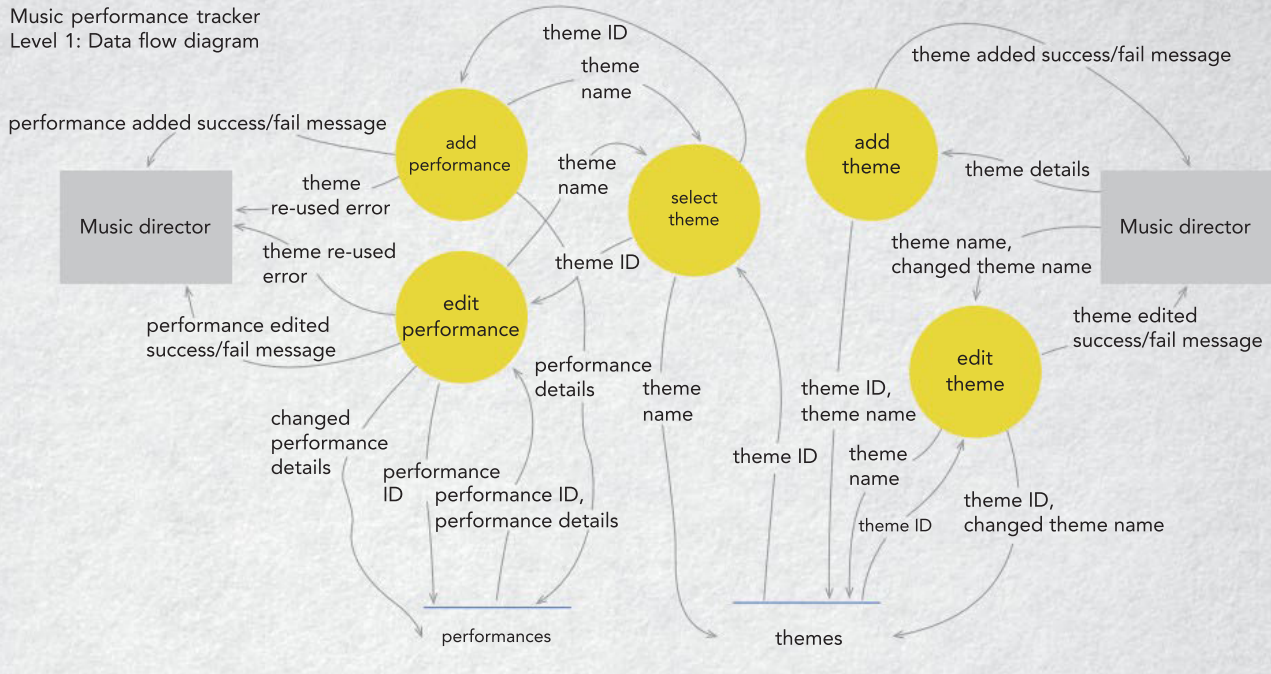 Music performance tracker
Level 1: Data flow diagram
theme ID
theme
name
theme added success/fail message
performance added success/fail message
add
performance
theme
name
add
theme
theme details
theme
re-used error
select
theme
Music director
Music director
theme name,
changed theme name
theme re-used
error
theme ID
edit
performance
performance edited
success/fail message
theme edited
success/fail message
edit
theme
performance
details
theme
name
theme ID,
theme name
changed
performance
details
theme
name
theme ID
performance
ID
performance ID,
performance details
theme ID
theme ID,
changed theme name
performances
themes